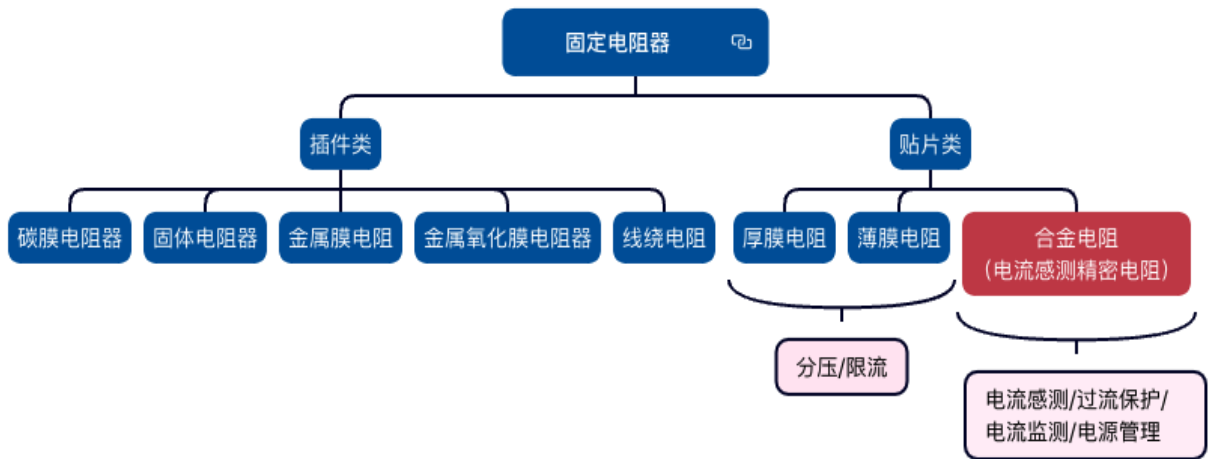 固定电阻器
插件类
贴片类
碳膜电阻器
固体电阻器
金属膜电阻
金属氧化膜电阻器
线绕电阻
厚膜电阻
薄膜电阻
合金电阻
（电流感测精密电阻）
分压/限流
电流感测/过流保护/
电流监测/电源管理